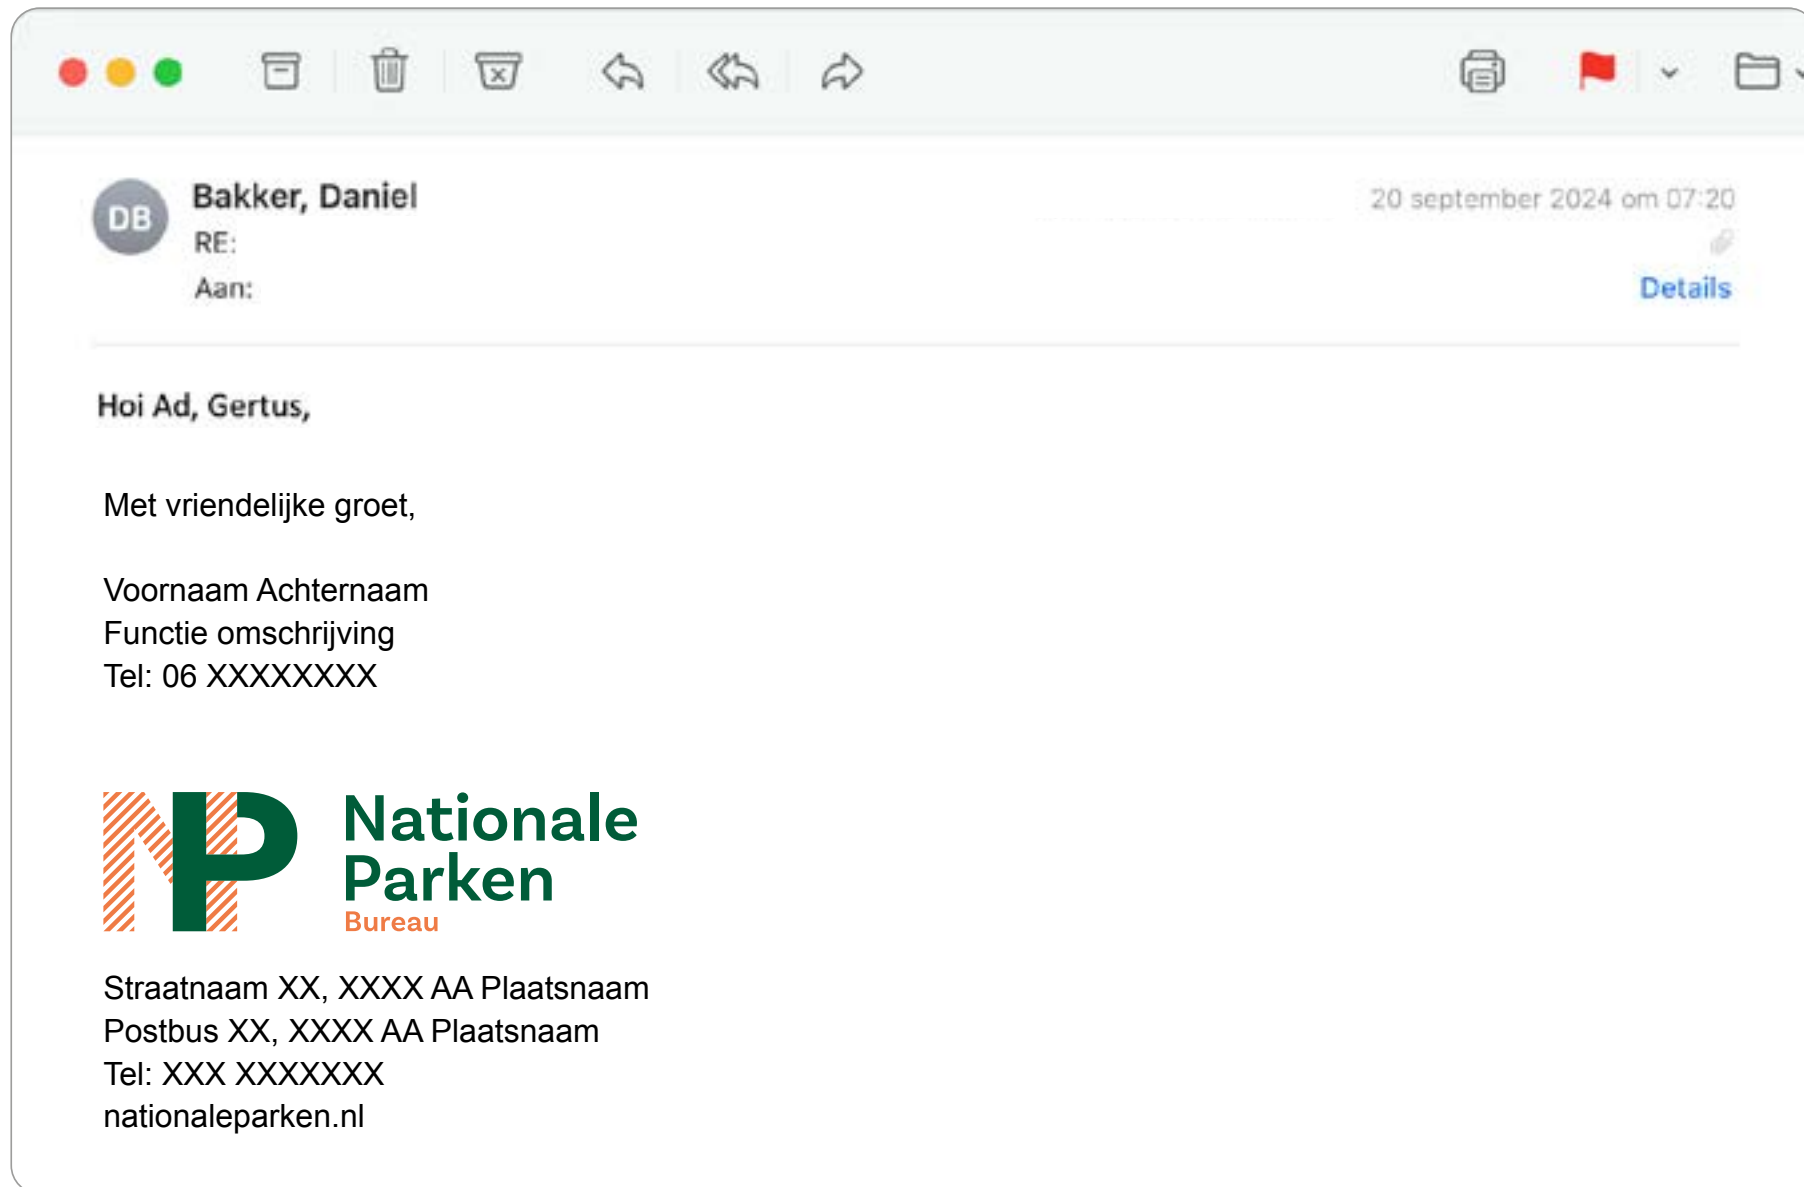 DB
Bakker, Daniel
20 september 2024 om 07:20
RE:
Aan:
Details
Hoi Ad, Gertus,
Met vriendelijke groet,
Voornaam Achternaam
Functie omschrijving
Tel: 06 XXXXXXXX
NP
Nationale
Parken
Bureau
Straatnaam XX, XXXX AA Plaatsnaam
Postbus XX, XXXX AA Plaatsnaam
Tel: XXX XXXXXXX
nationaleparken.nl